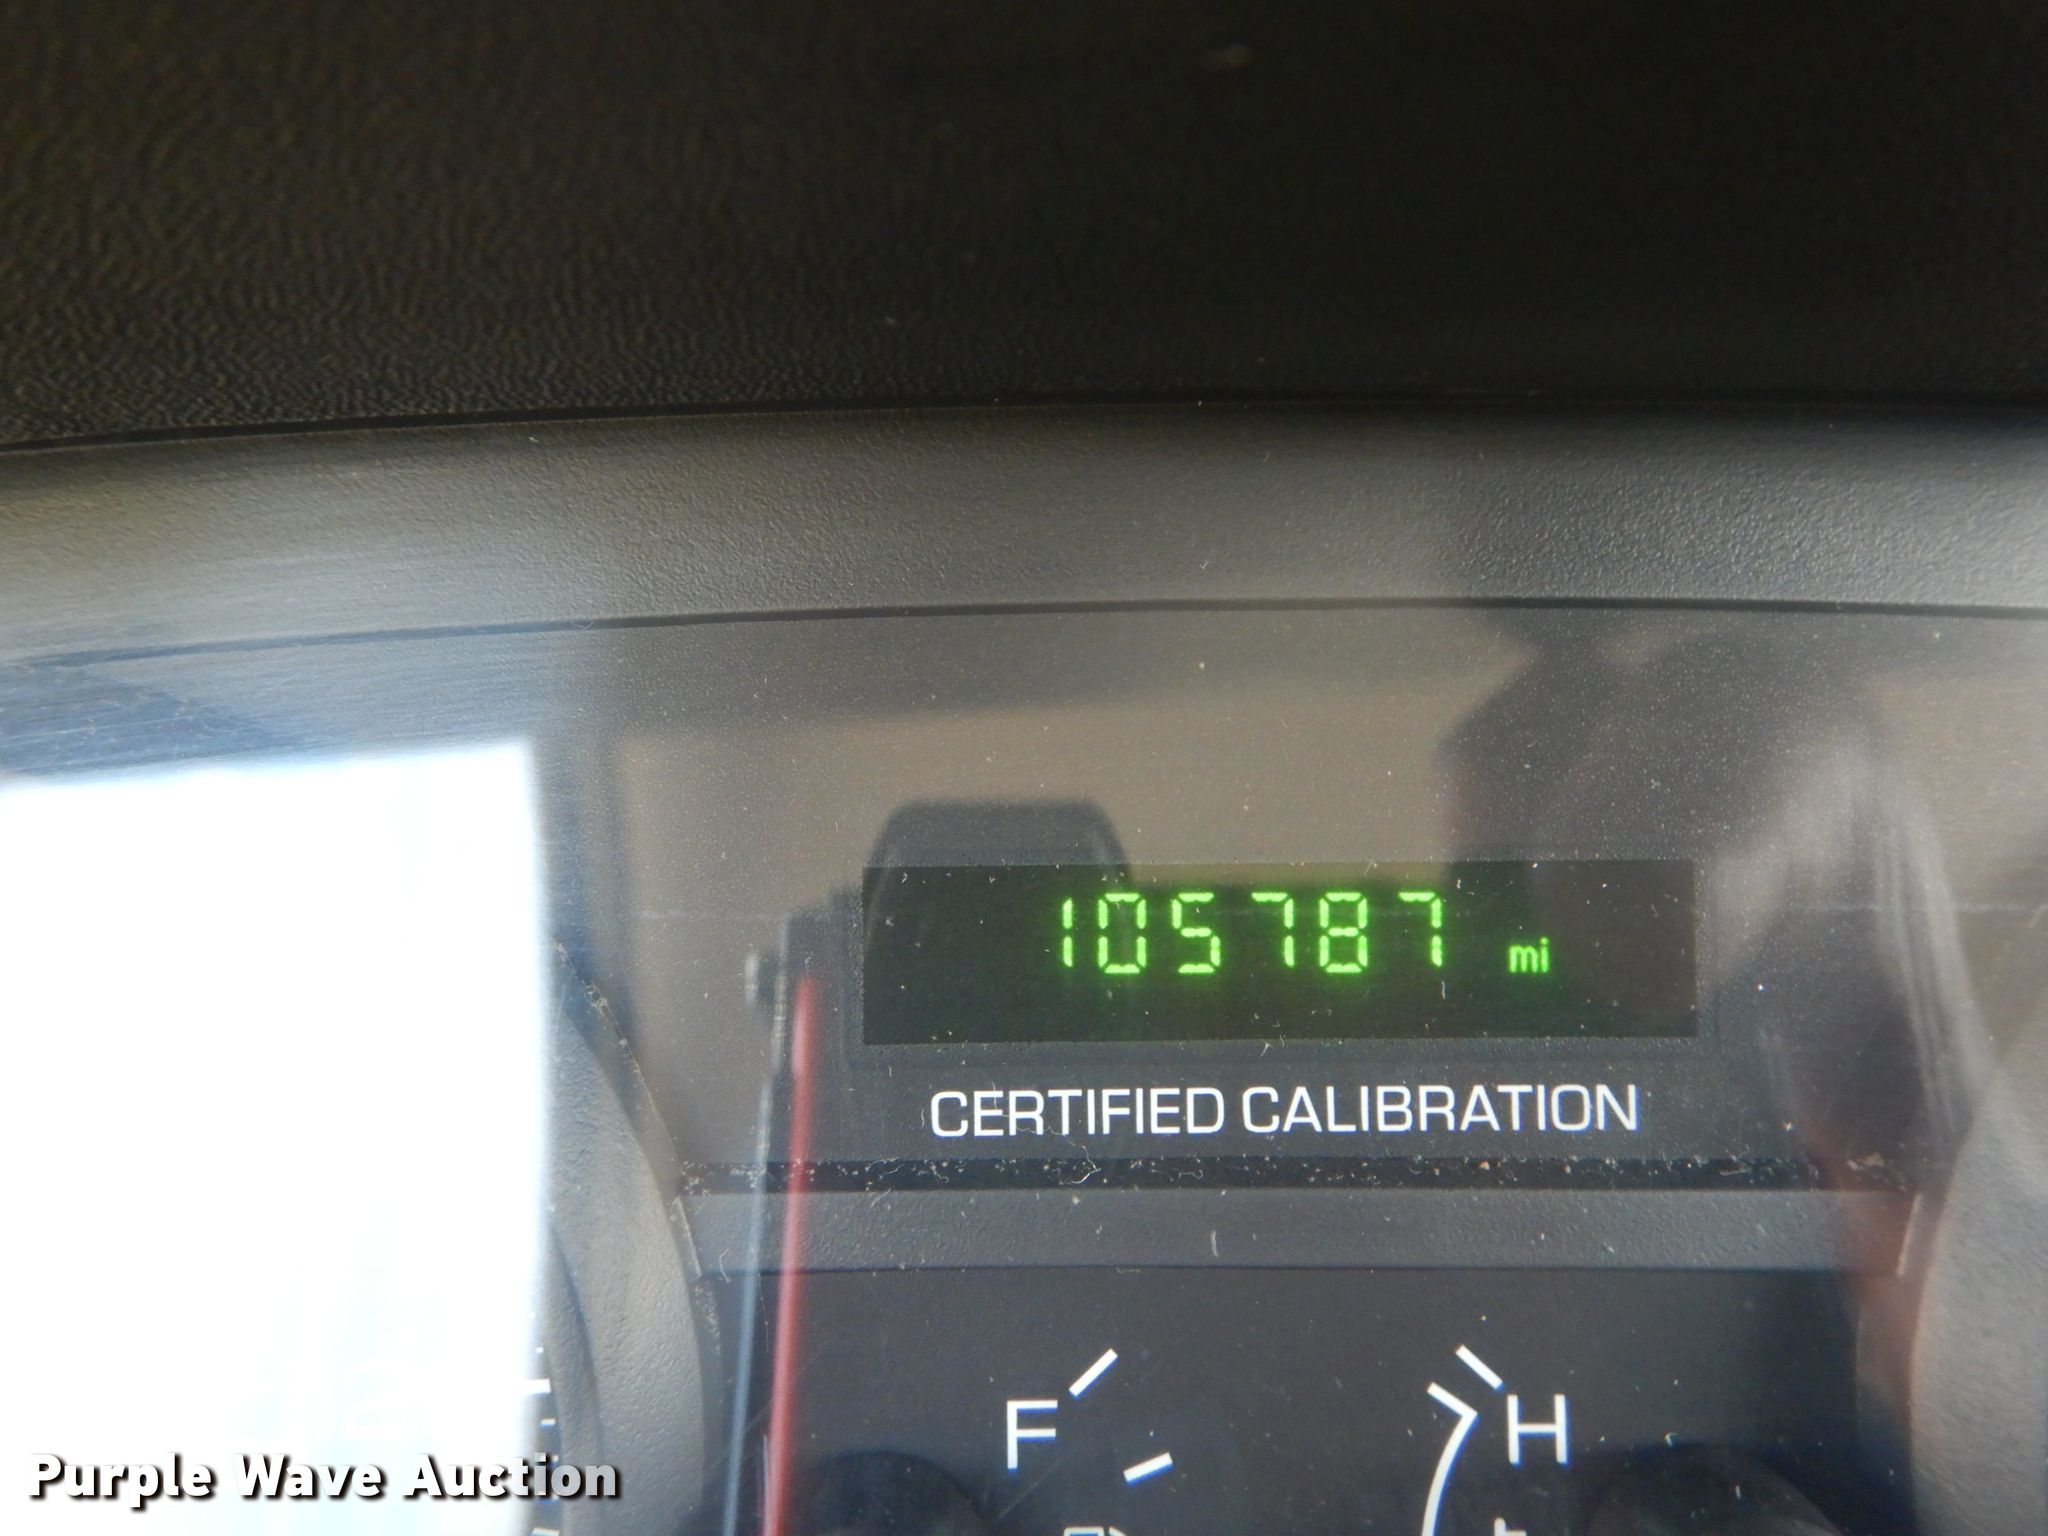 105787 mi
CERTIFIED CALIBRATION
F H
Purple Wave Auction